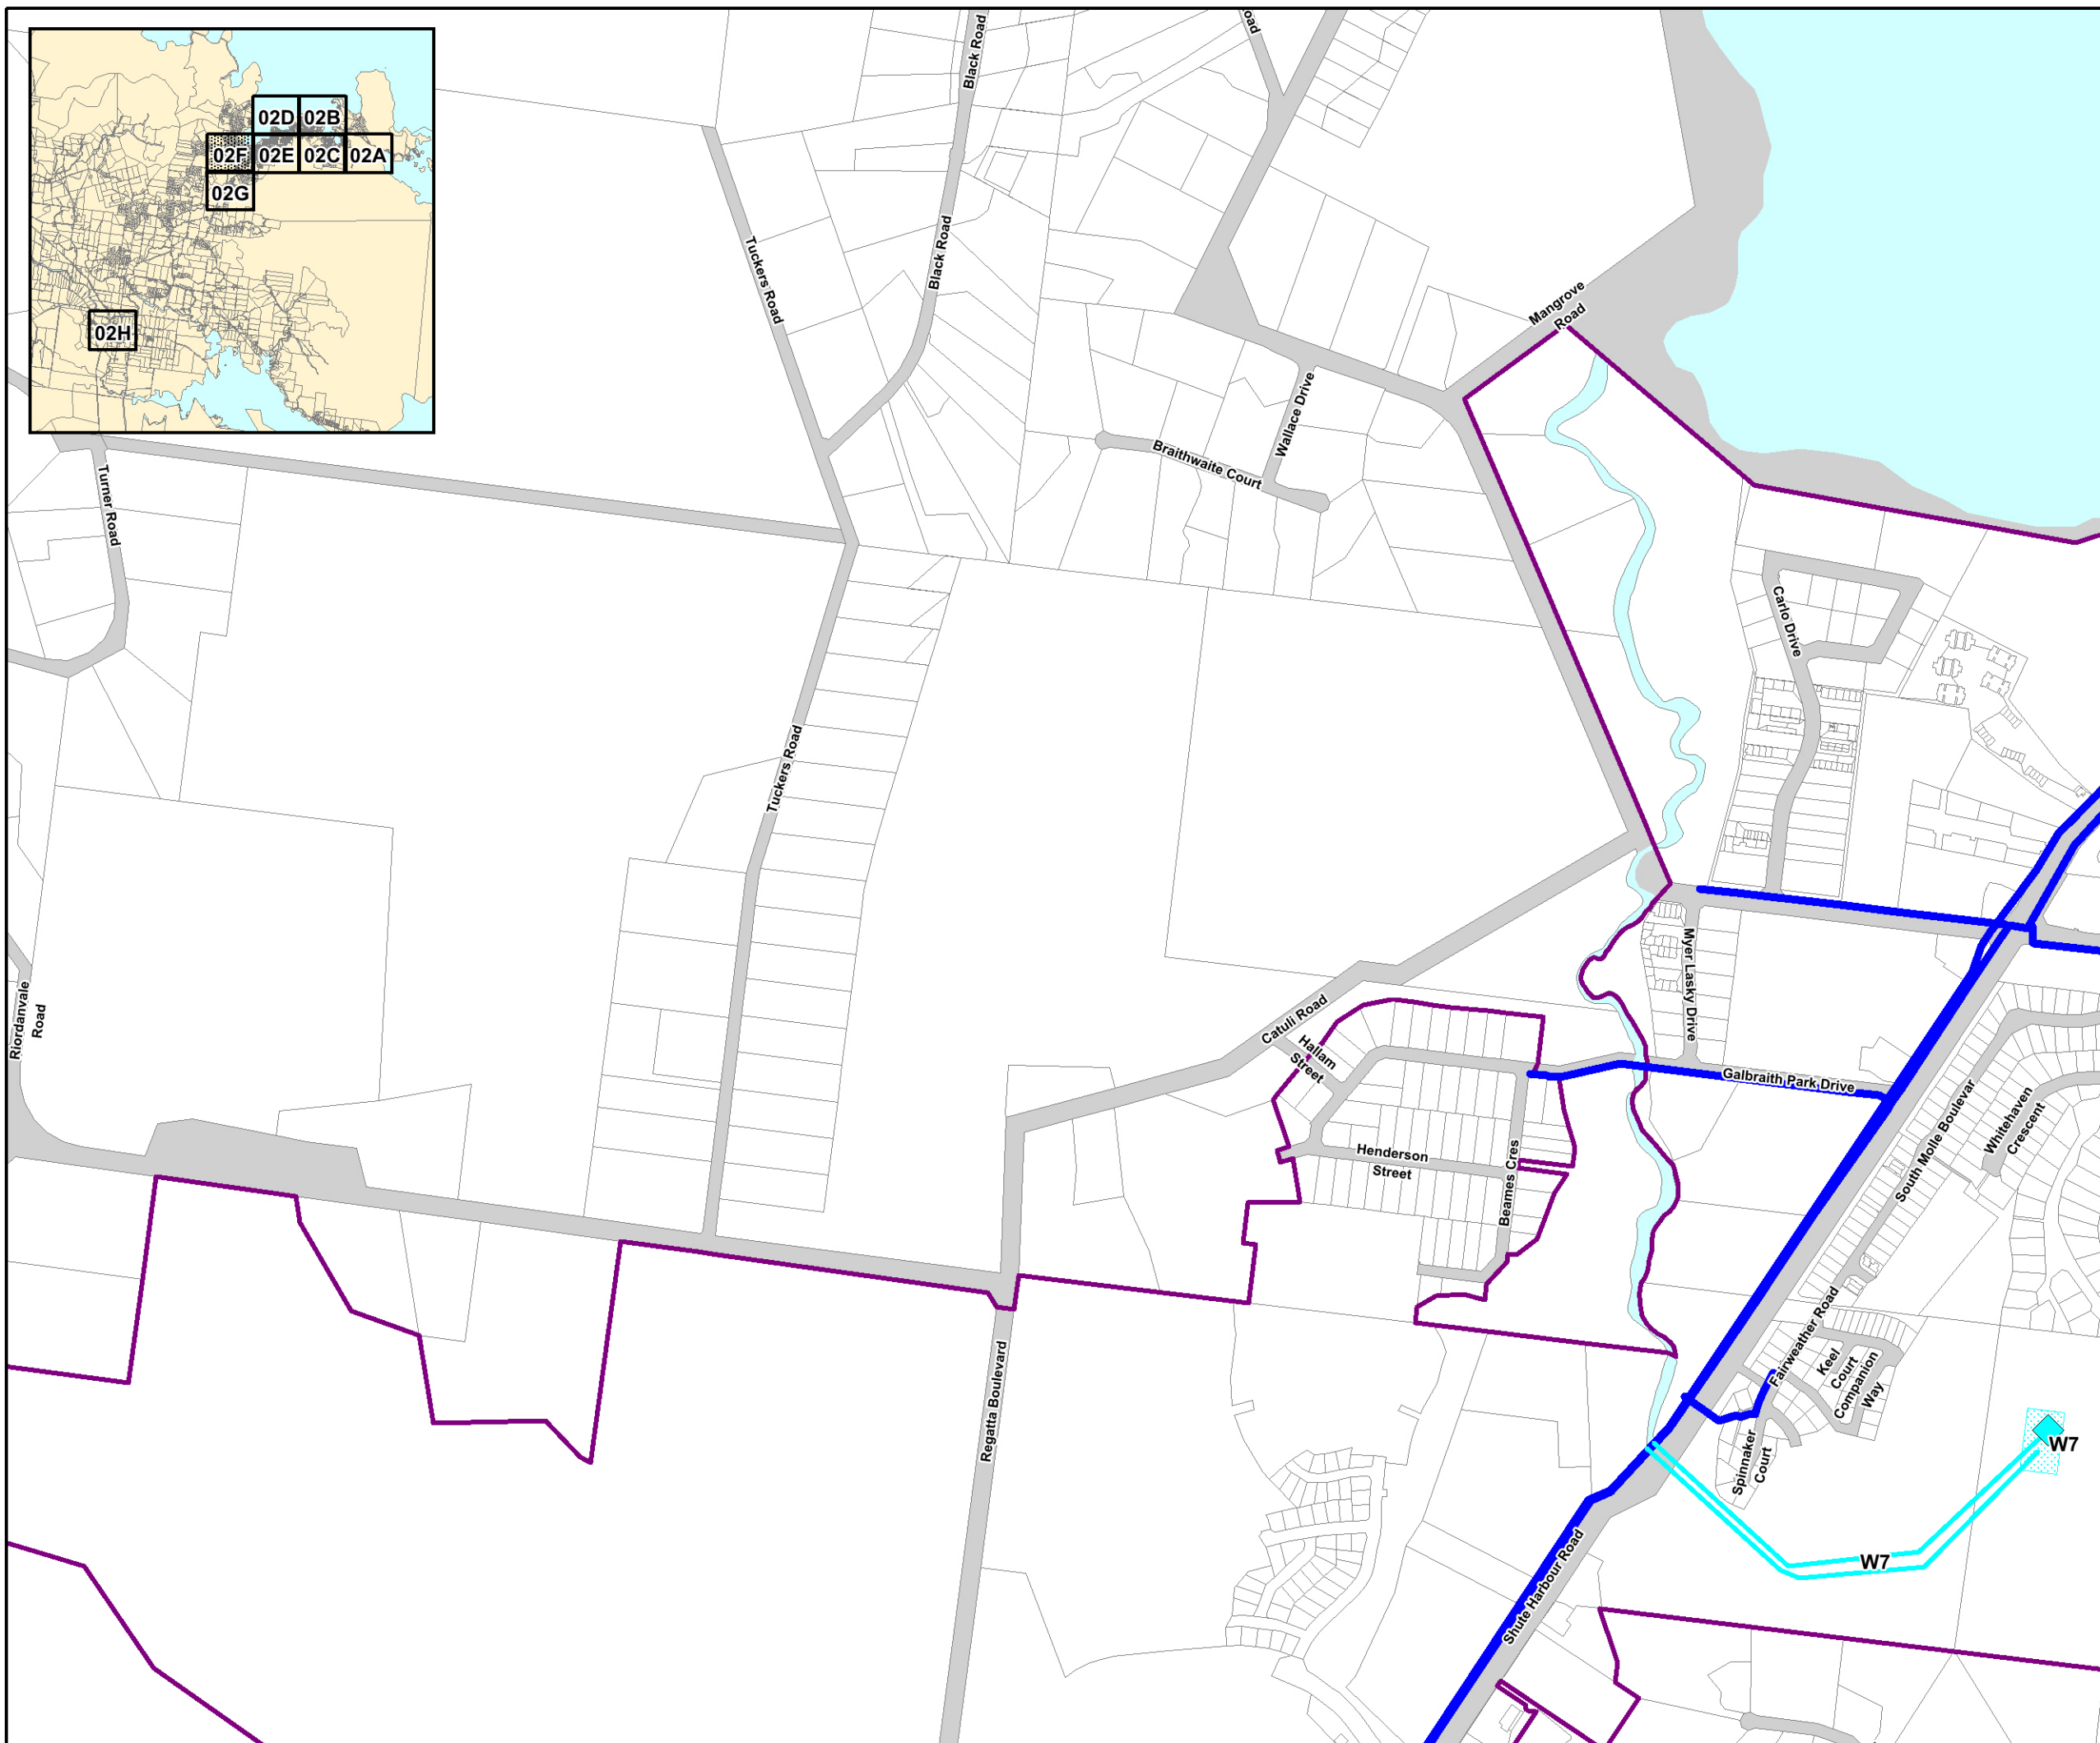 02D
02B
02F
02E
02C
02A
02G
02H
Black Road
oad
Tuckers Road
Black Road
Mangrove
Road
Wallace Drive
Braithwaite Court
Turner Road
Carlo Drive
Tuckers Road
Riordanvale
Road
Myer Lasky Drive
Catuli Road
Hallam
Street
Galbraith Park Drive
South Molle Boulevar
Whitehaven
Crescent
Henderson
Street
Beames Cres
Fairweather Road
Keel
Court
Companion
Way
Regatta Boulevard
Spinnaker
Court
W7
W7
Shute Harbour Road